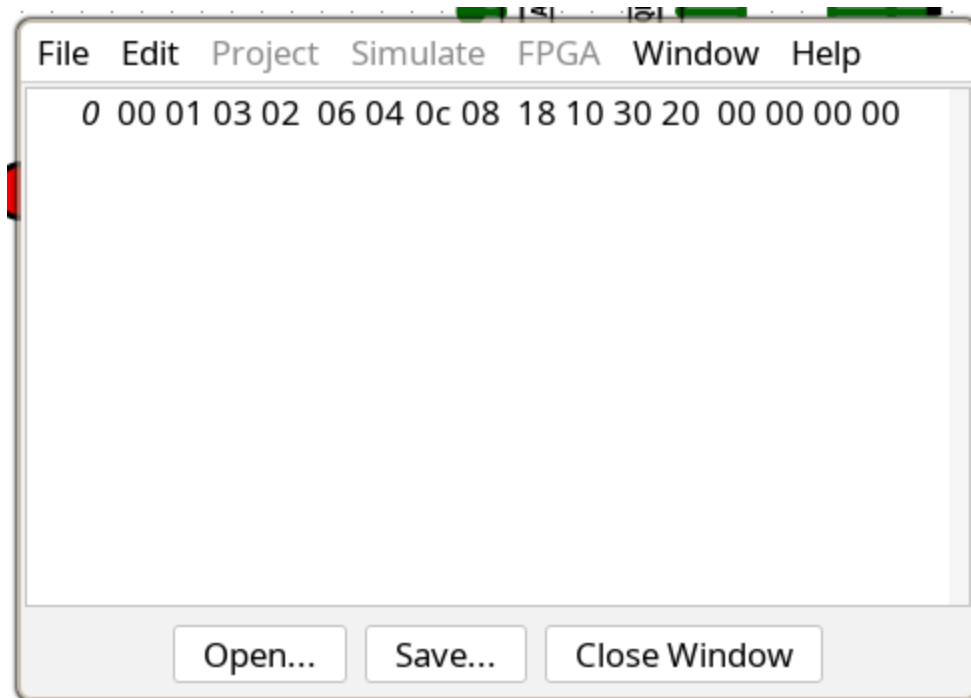 File Edit Project Simulate FPGA Window Help
0 00 01 03 02 06 04 0c 08 18 10 30 20 00 00 00 00
Open... Save... Close Window